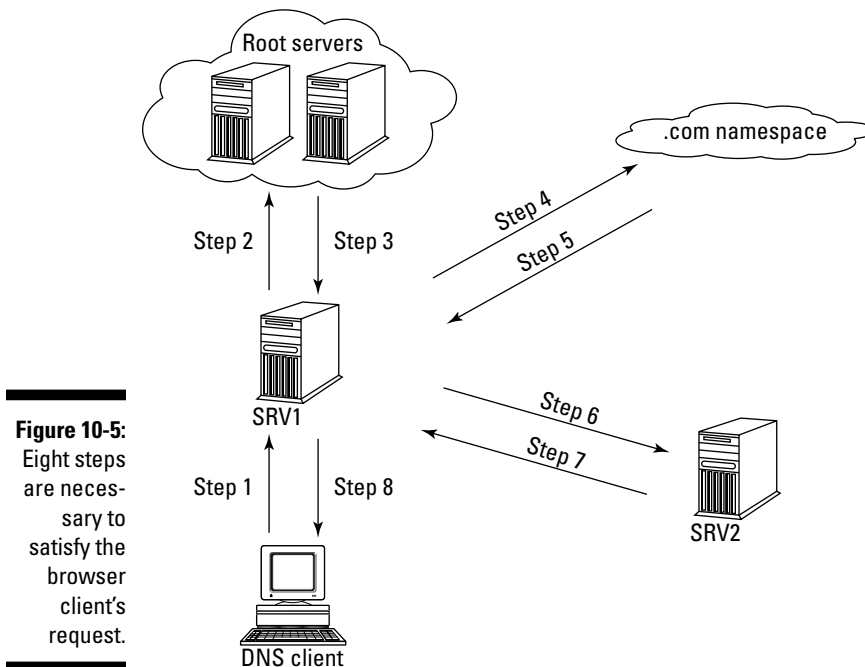 Root servers
.com namespace
Step 4
Step 5
Step 2
Step 3
SRV1
Step 6
Step 7
Step 1
Step 8
SRV2
DNS client
Figure 10-5:
Eight steps
are neces-
sary to
satisfy the
browser
client's
request.